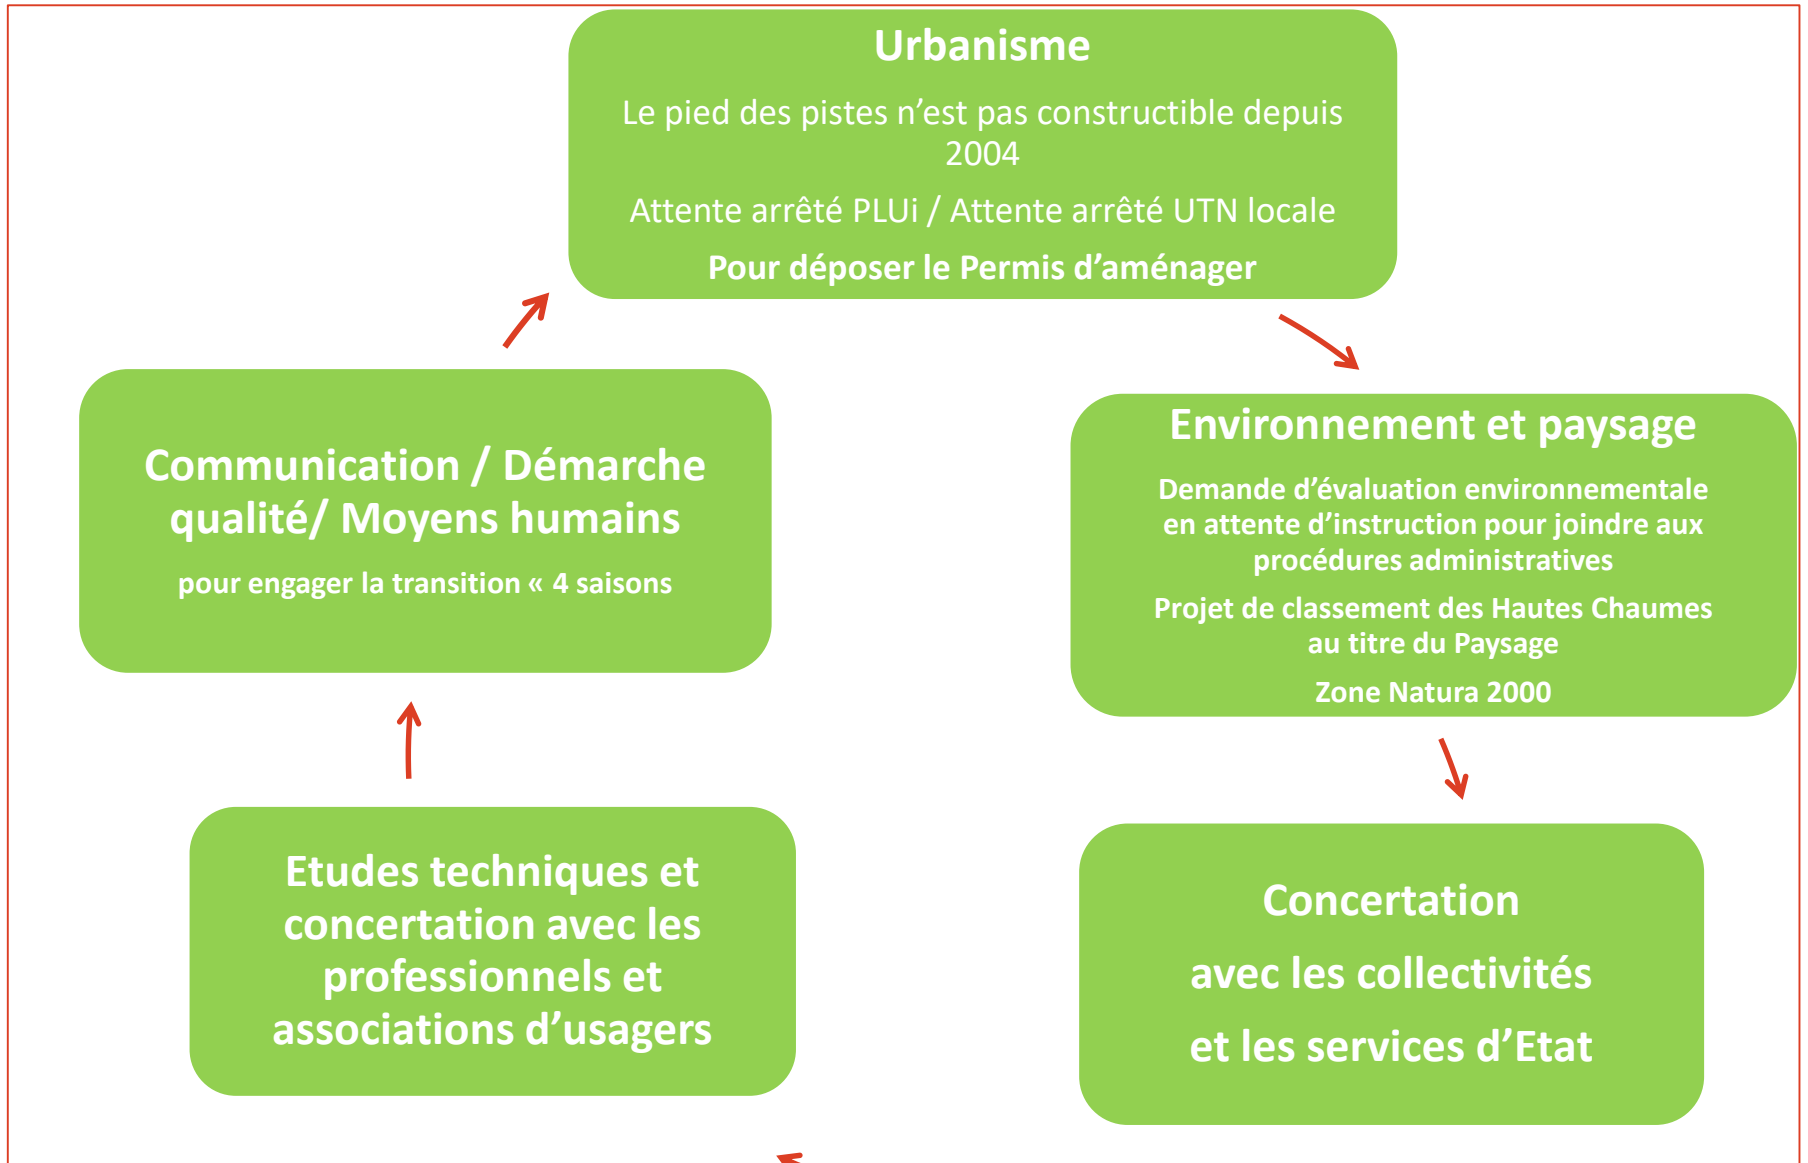 Urbanisme
Le pied des pistes n’est pas constructible depuis
2004
Attente arrêté PLUi / Attente arrêté UTN locale
Pour déposer le Permis d’aménager
Environnement et paysage
Demande d’évaluation environnementale
en attente d’instruction pour joindre aux
procédures administratives
Projet de classement des Hautes Chaumes
au titre du Paysage
Zone Natura 2000
Concertation
avec les collectivités
et les services d’Etat
Etudes techniques et
concertation avec les
professionnels et
associations d’usagers
Communication / Démarche
qualité/ Moyens humains
pour engager la transition « 4 saisons